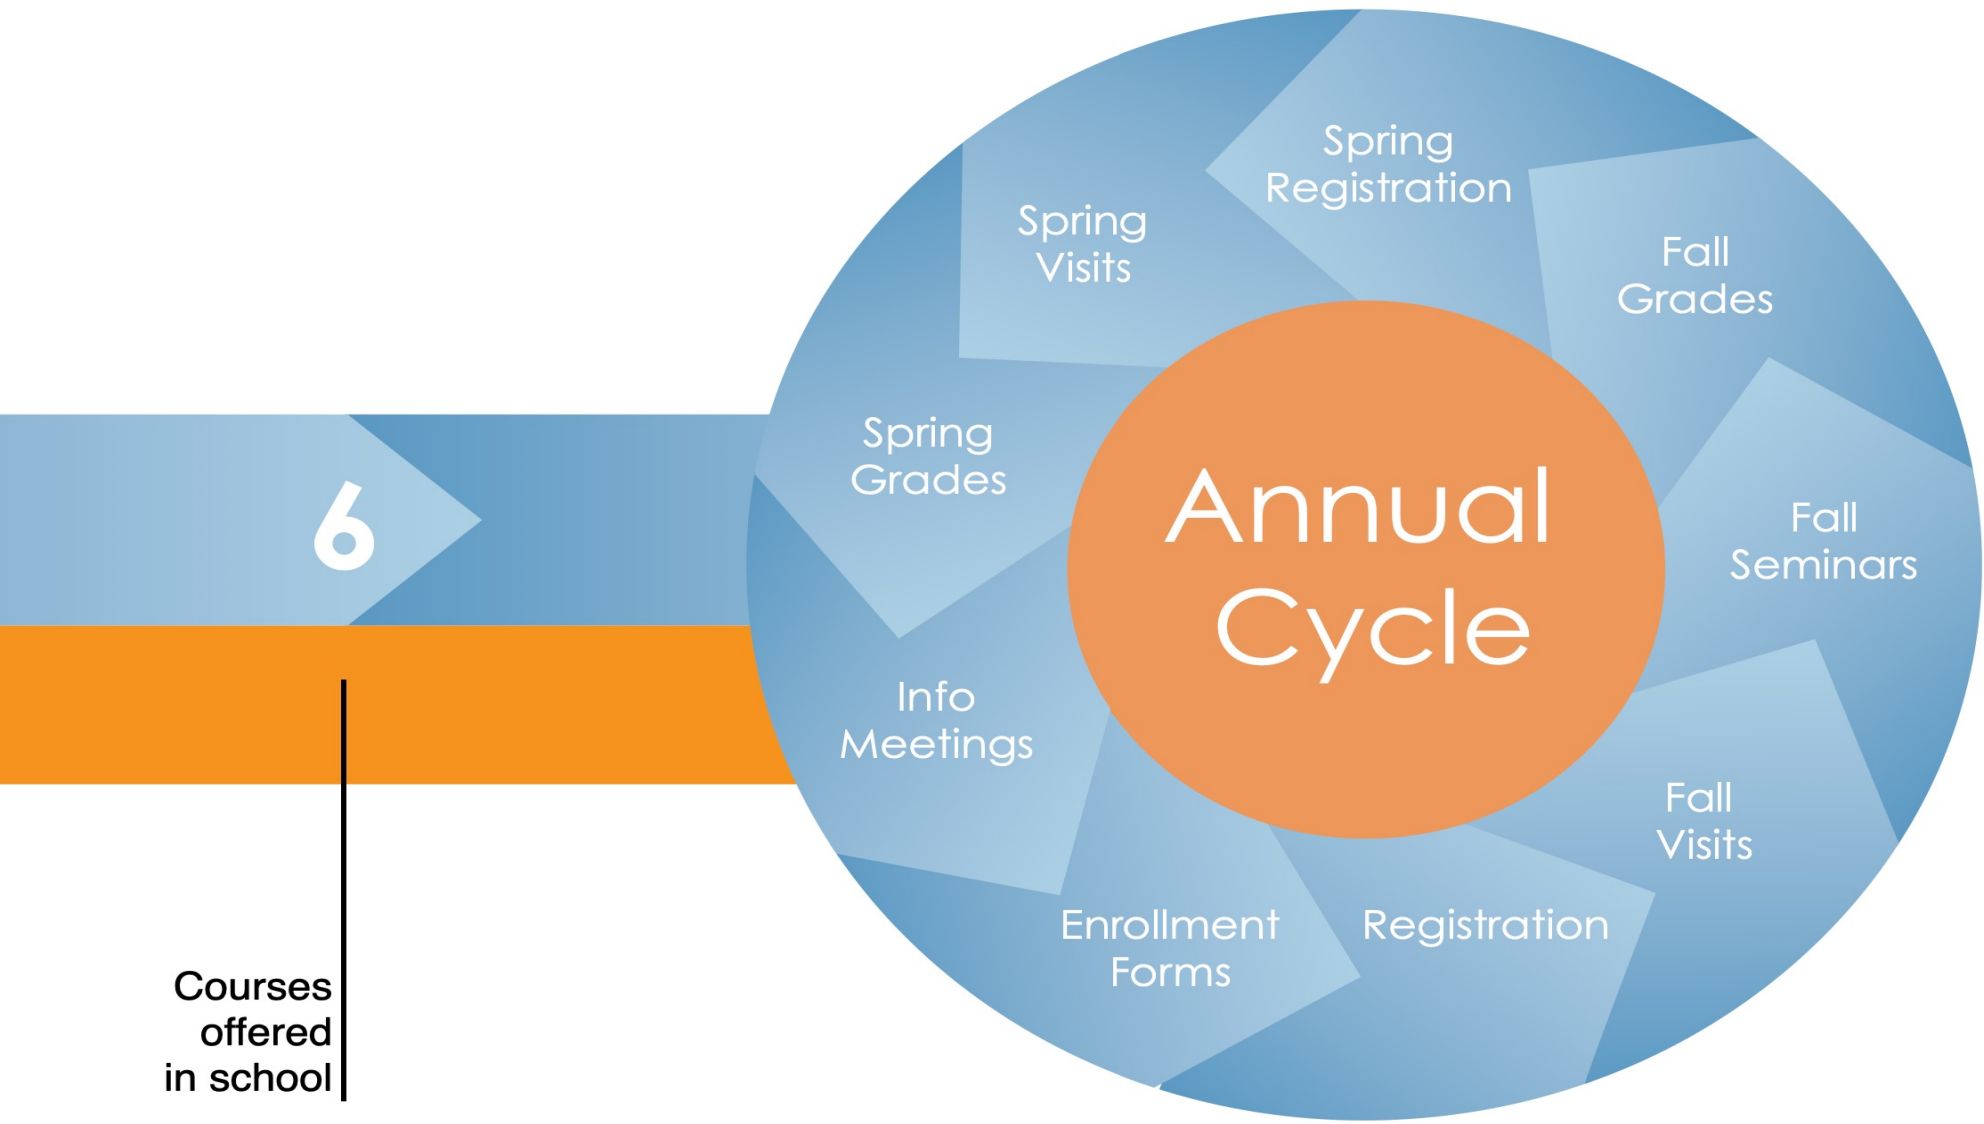 6
Courses
offered
in school
Annual
Cycle
Spring
Registration
Fall
Grades
Fall
Seminars
Fall
Visits
Registration
Enrollment
Forms
Info
Meetings
Spring
Grades
Spring
Visits